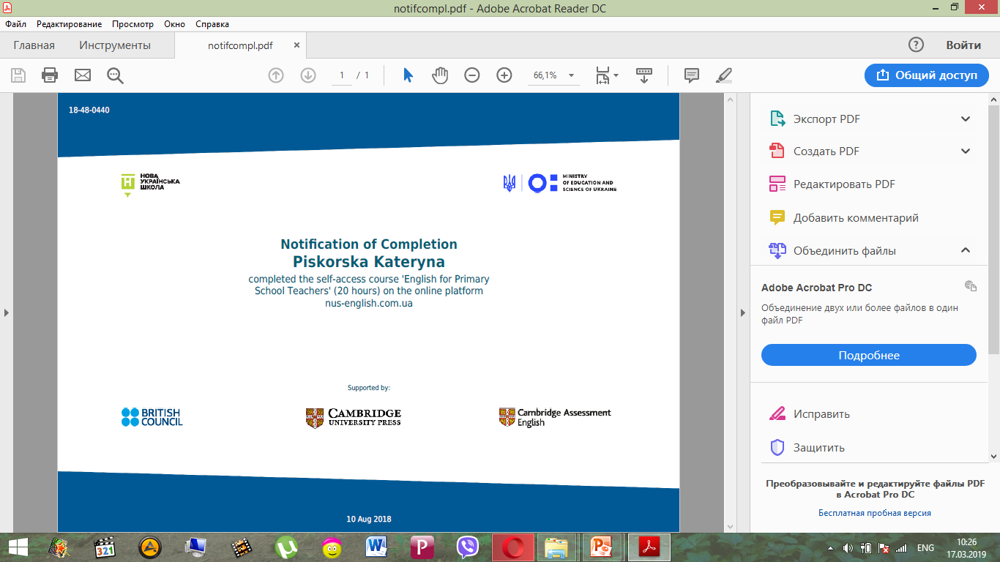 notifcompl.pdf - Adobe Acrobat Reader DC
Файл Редактирование Просмотр Окно Справка
Главная Инструменты notifcompl.pdf × Войти
1 / 1 66,1% Общий доступ
18-48-0440
НОВА
УКРАЇНСЬКА
ШКОЛА
MINISTRY
OF EDUCATION AND
SCIENCE OF UKRAINE
Notification of Completion
Piskorska Kateryna
completed the self-access course 'English for Primary
School Teachers' (20 hours) on the online platform
nus-english.com.ua
Supported by:
BRITISH
COUNCIL
CAMBRIDGE
UNIVERSITY PRESS
Cambridge Assessment
English
10 Aug 2018
Экспорт PDF
Создать PDF
Редактировать PDF
Добавить комментарий
Объединить файлы
Adobe Acrobat Pro DC
Объединение двух или более файлов в один
файл PDF
Подробнее
Исправить
Защитить
Преобразовывайте и редактируйте файлы PDF
в Acrobat Pro DC
Бесплатная пробная версия
321
ENG
10:26
17.03.2019